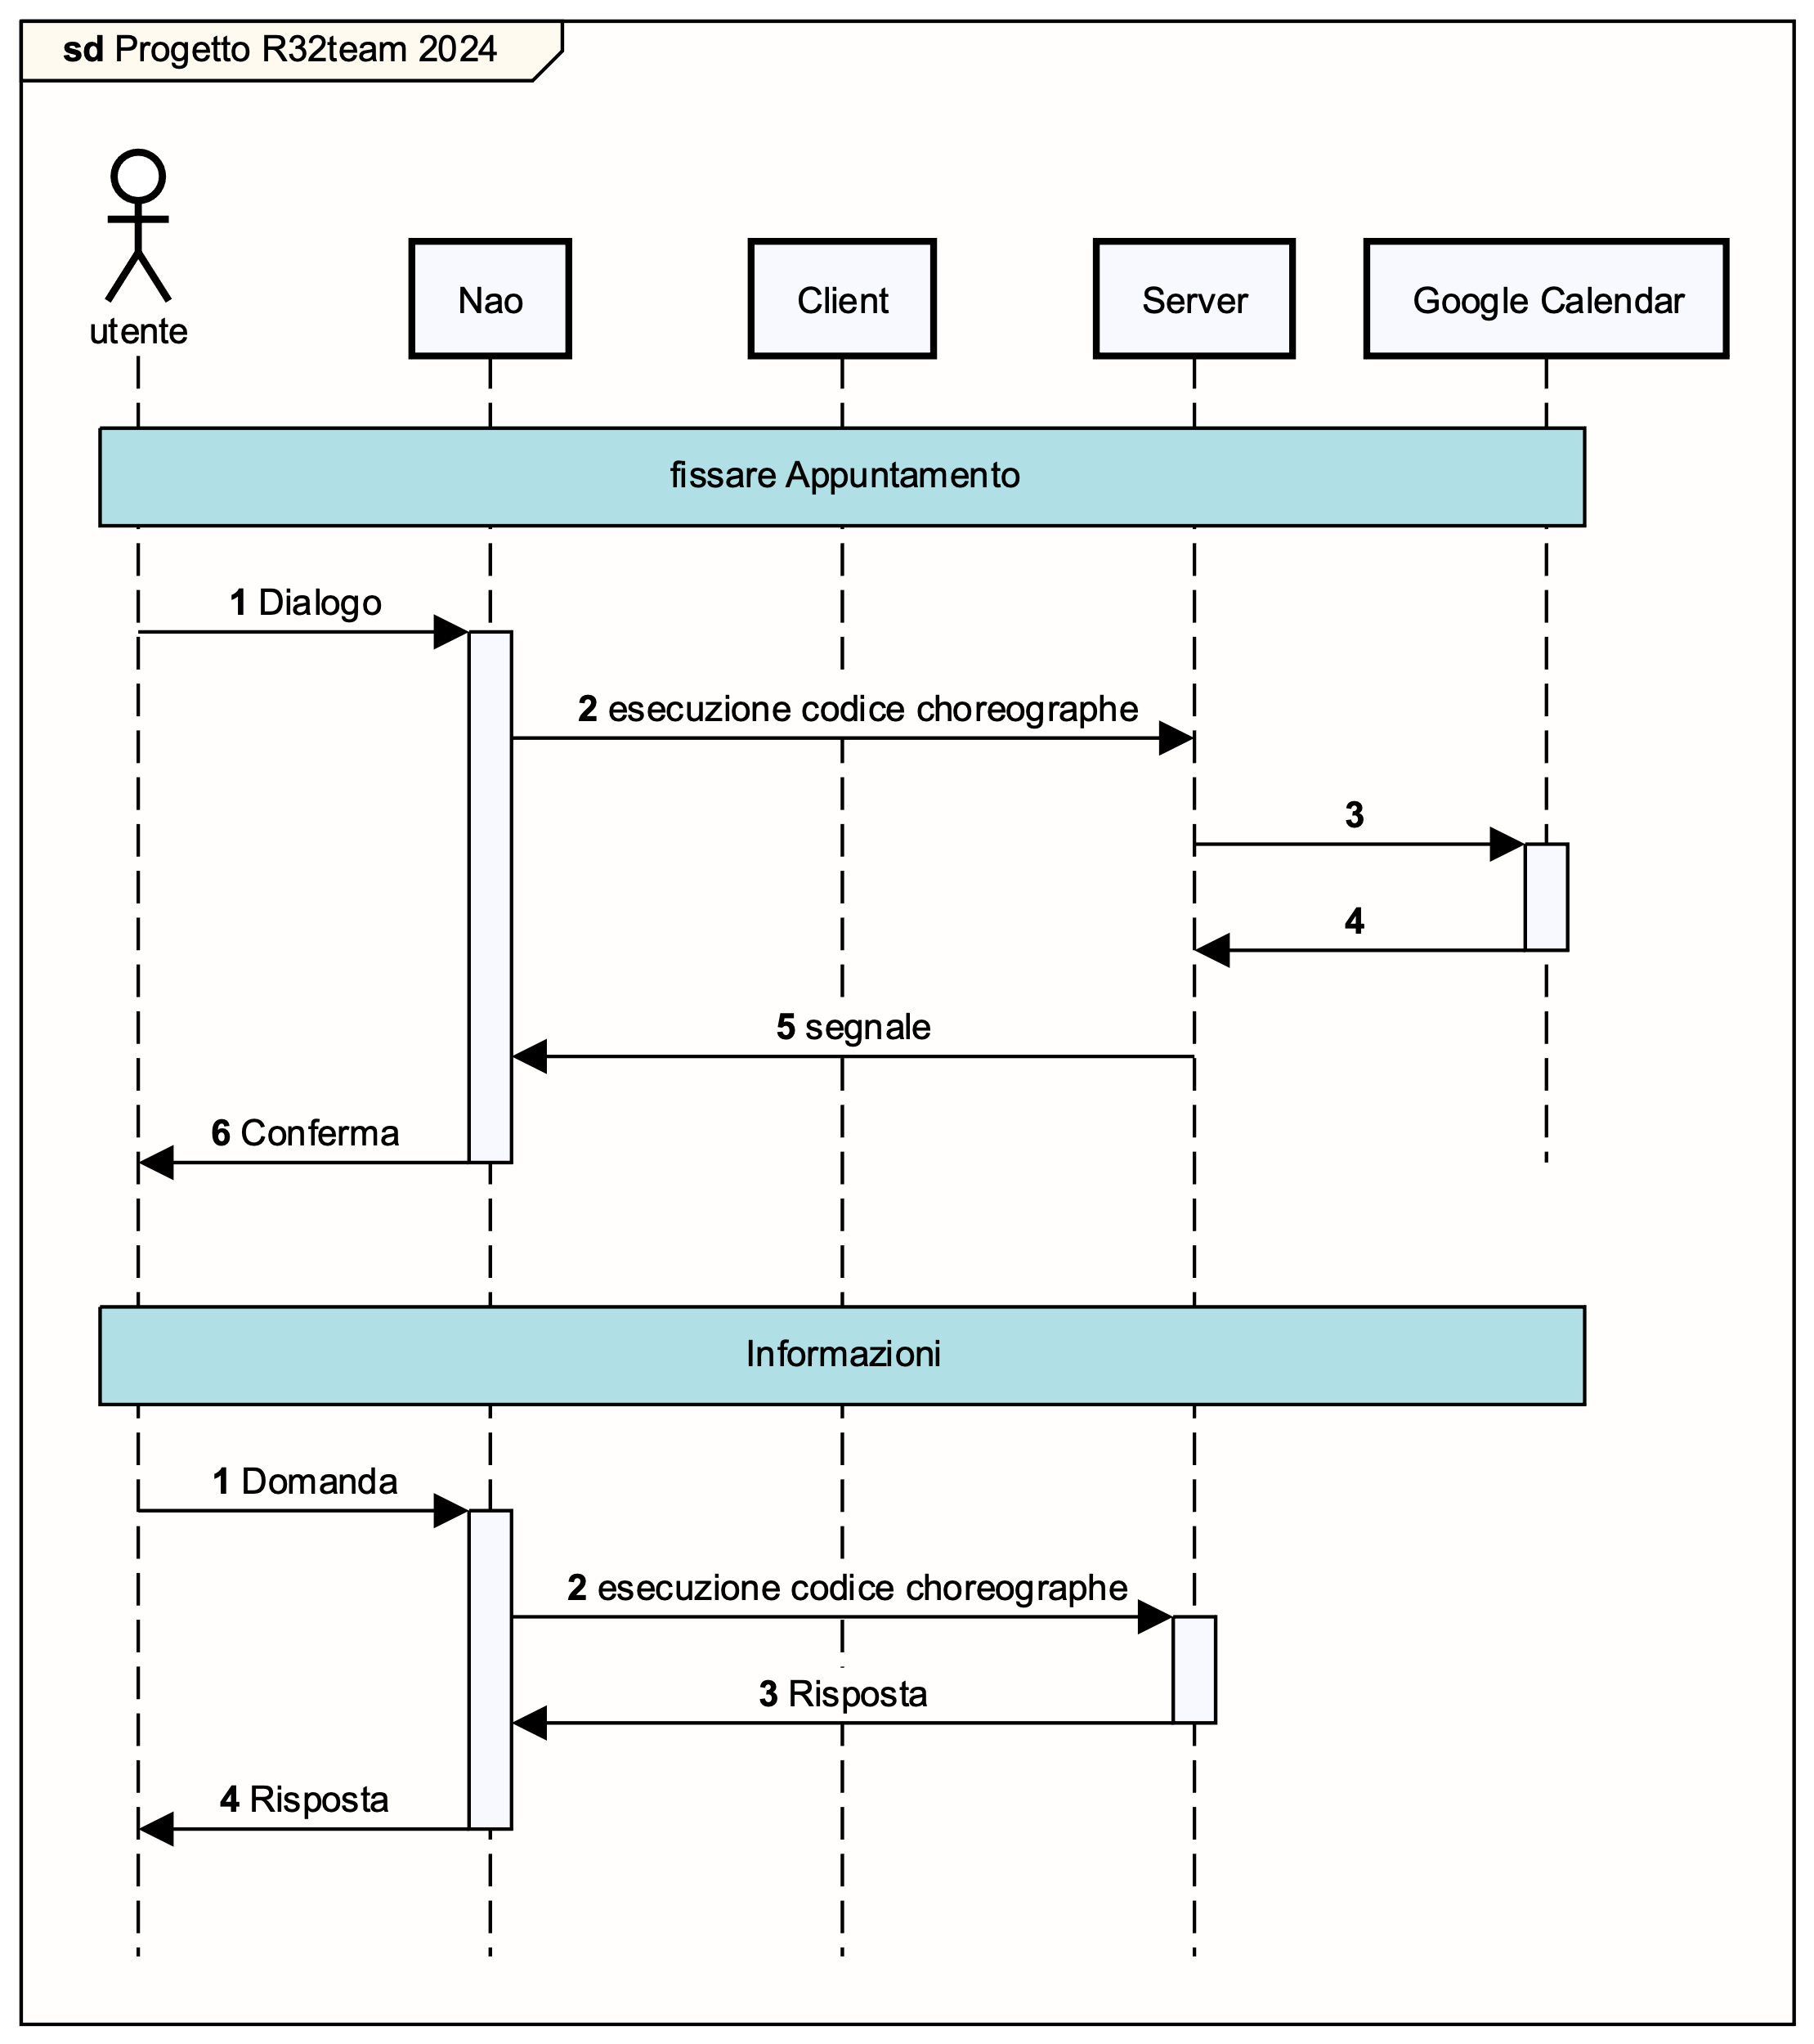 sd Progetto R32team 2024
utente
Nao
Client
Server
Google Calendar
fissare Appuntamento
1 Dialogo
2 esecuzione codice choreographe
3
4
5 segnale
6 Conferma
Informazioni
1 Domanda
2 esecuzione codice choreographe
3 Risposta
4 Risposta